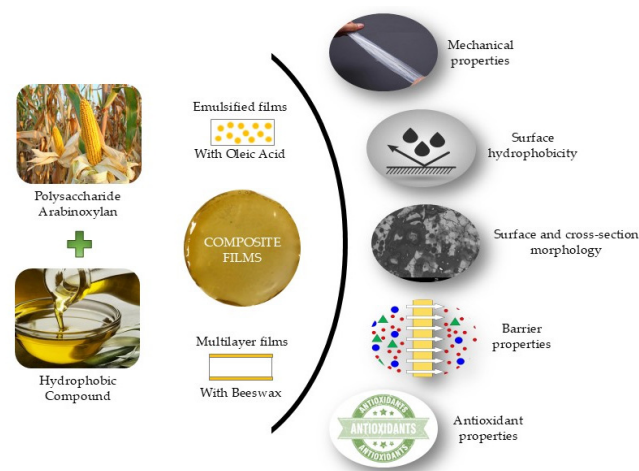 Polysaccharide
Arabinoxylan
Hydrophobic
Compound
Emulsified films
With Oleic Acid
COMPOSITE
FILMS
Multilayer films
With Beeswax
Mechanical
properties
Surface
hydrophobicity
Surface and cross-section
morphology
Barrier
properties
ANTIOXIDANTS
ANTIOXIDANTS
ANTIOXIDANTS
Antioxidant
properties